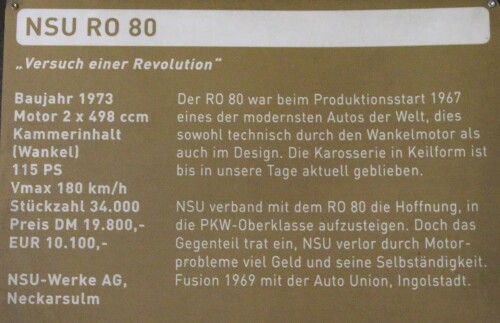 NSU RO 80
„Versuch einer Revolution“
Baujahr 1973
Motor 2 x 498 ccm
Kammerinhalt
(Wankel)
115 PS
Vmax 180 km/h
Stückzahl 34.000
Preis DM 19.800,-
EUR 10.100,-
NSU-Werke AG,
Neckarsulm
Der RO 80 war beim Produktionsstart 1967
eines der modernsten Autos der Welt, dies
sowohl technisch durch den Wankelmotor als
auch im Design. Die Karosserie in Keilform ist
bis in unsere Tage aktuell geblieben.
NSU verband mit dem RO 80 die Hoffnung, in
die PKW-Oberklasse aufzusteigen. Doch das
Gegenteil trat ein, NSU verlor durch Motor-
probleme viel Geld und seine Selbständigkeit.
Fusion 1969 mit der Auto Union, Ingolstadt.